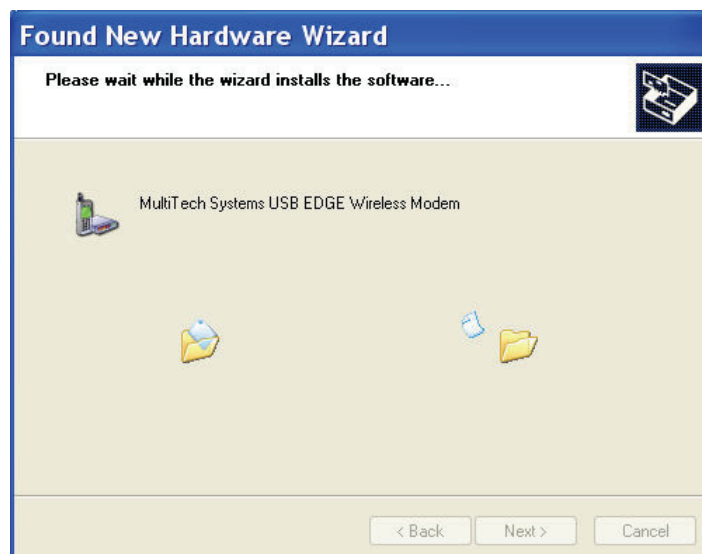 Found New Hardware Wizard
Please wait while the wizard installs the software...
MultiTech Systems USB EDGE Wireless Modem
< Back Next > Cancel